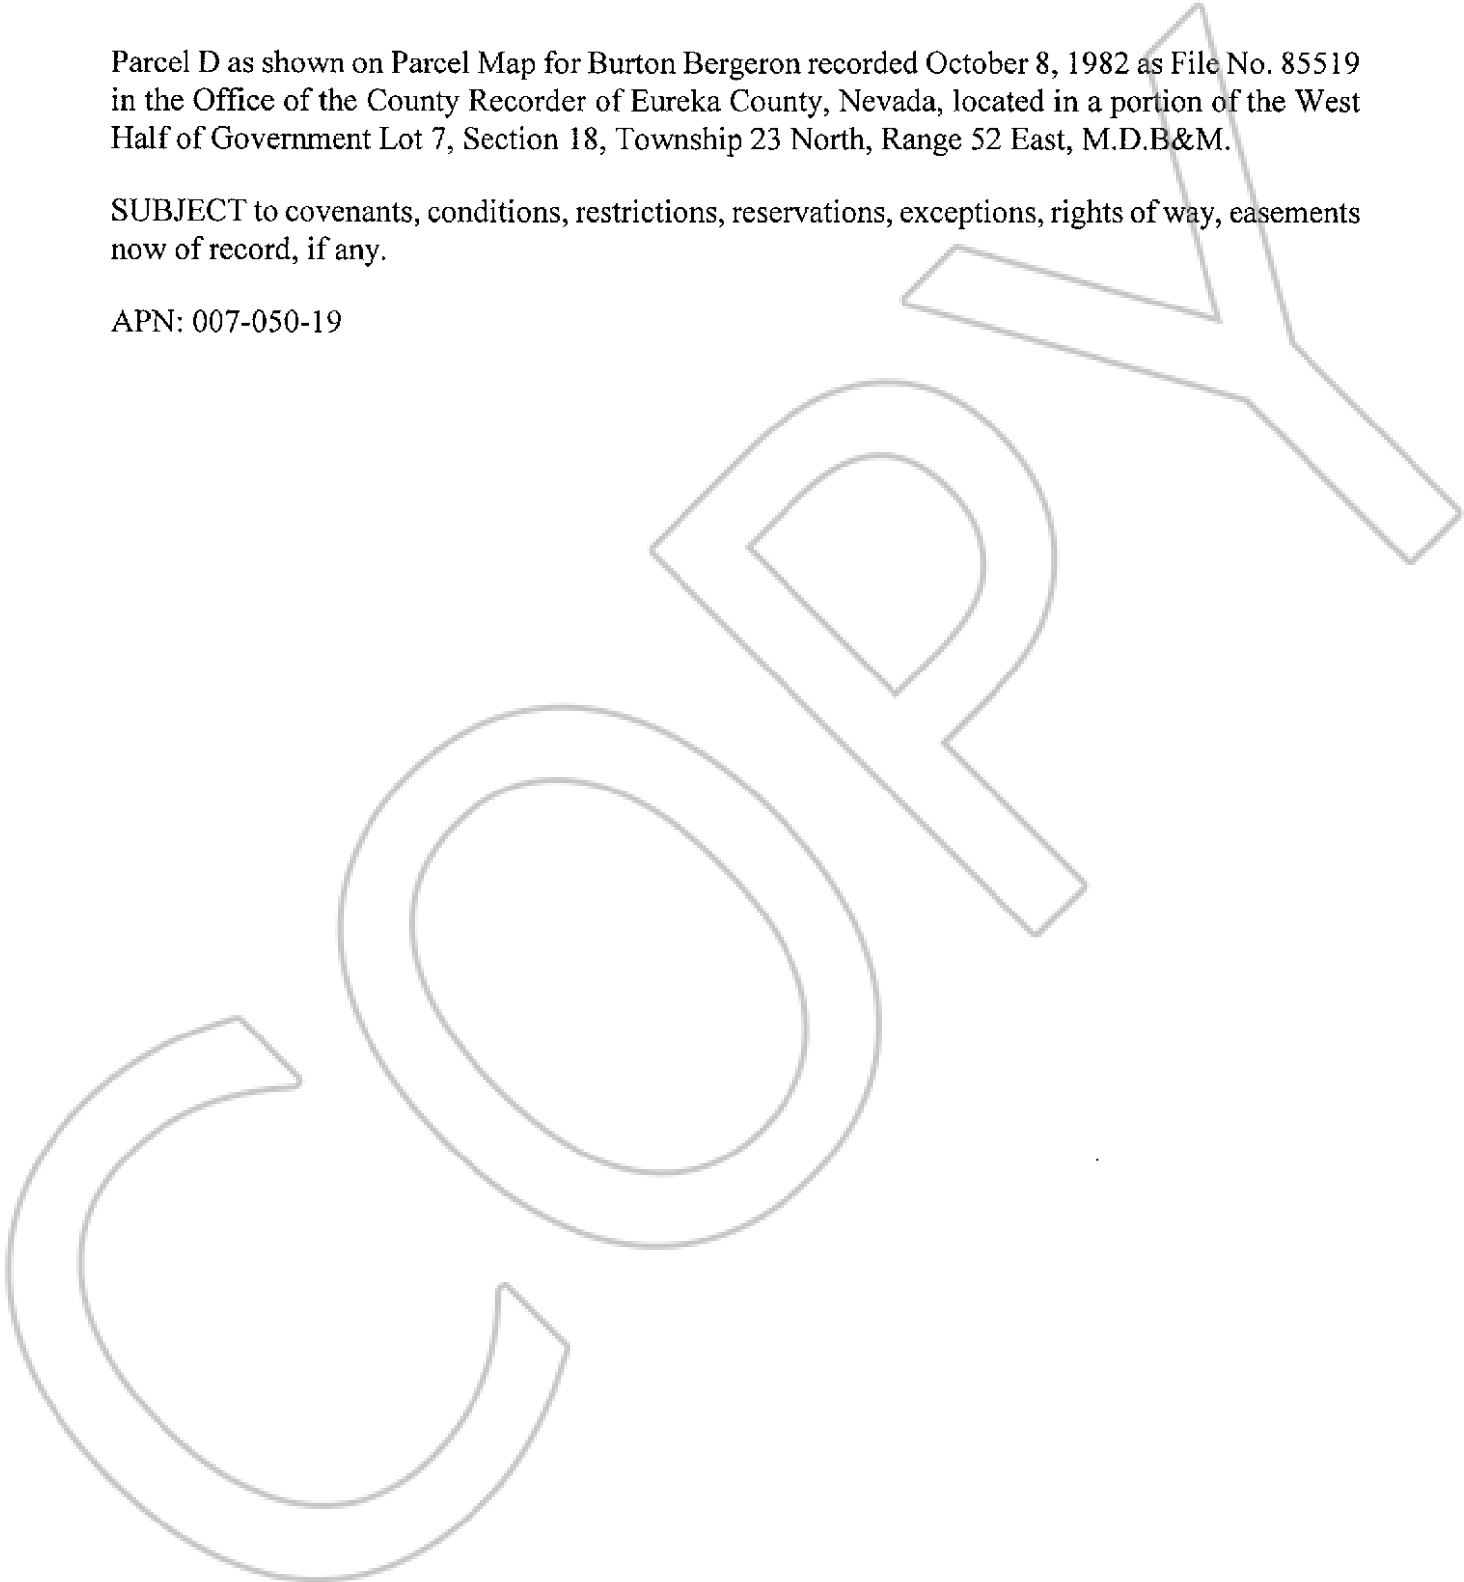 Parcel D as shown on Parcel Map for Burton Bergeron recorded October 8, 1982 as File No. 85519
in the Office of the County Recorder of Eureka County, Nevada, located in a portion of the West
Half of Government Lot 7, Section 18, Township 23 North, Range 52 East, M.D.B&M.
SUBJECT to covenants, conditions, restrictions, reservations, exceptions, rights of way, easements
now of record, if any.
APN: 007-050-19
COPY